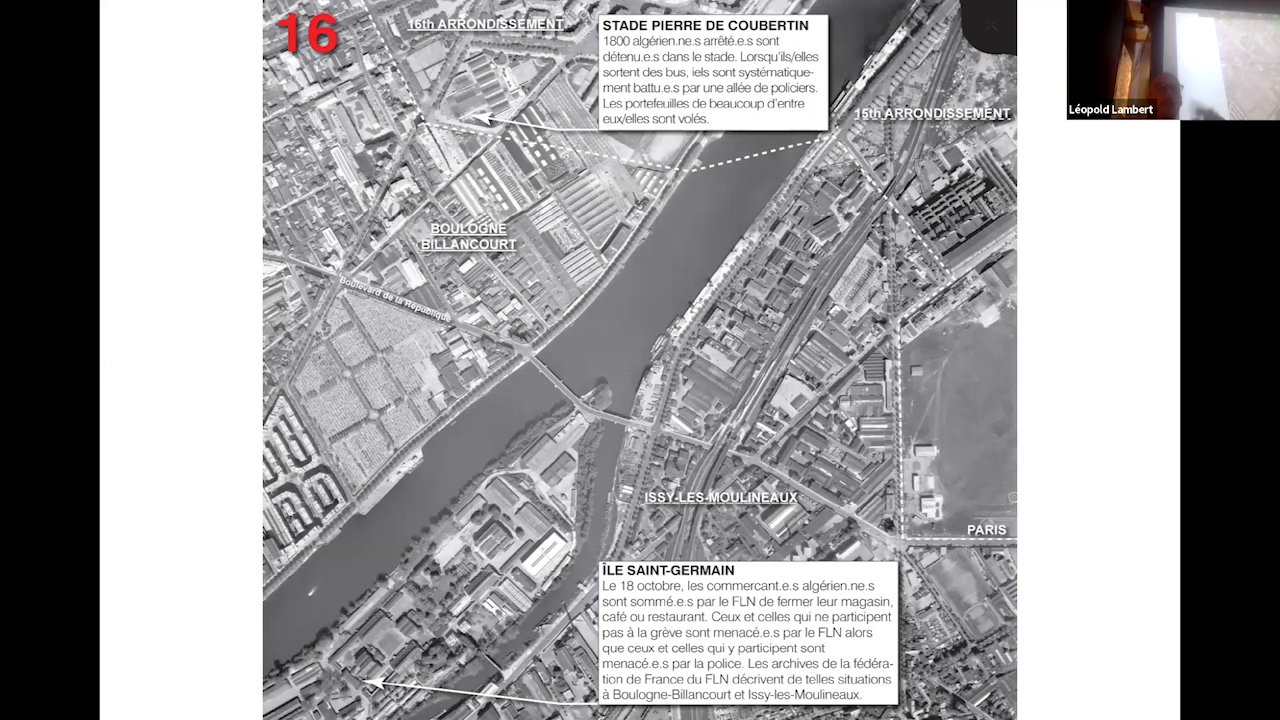 16
16th ARRONDISSEMENT
STADE PIERRE DE COUBERTIN
1800 algérien.ne.s arrêté.e.s sont
détenu.e.s dans le stade. Lorsqu'ils/elles
sortent des bus, iels sont systématique-
ment battu.e.s par une allée de policiers.
Les portefeuilles de beaucoup d'entre
eux/elles sont volés.
Léopold Lambert
15th ARRONDISSEMENT
BOULOGNE
BILLANCOURT
Boulevard de la République
ISSY-LES-MOULINEAUX
PARIS
ÎLE SAINT-GERMAIN
Le 18 octobre, les commercant.e.s algérien.ne.s
sont sommé.e.s par le FLN de fermer leur magasin,
café ou restaurant. Ceux et celles qui ne participent
pas à la grève sont menacé.e.s par le FLN alors
que ceux et celles qui y participent sont
menacé.e.s par la police. Les archives de la fédéra-
tion de France du FLN décrivent de telles situations
à Boulogne-Billancourt et Issy-les-Moulineaux.